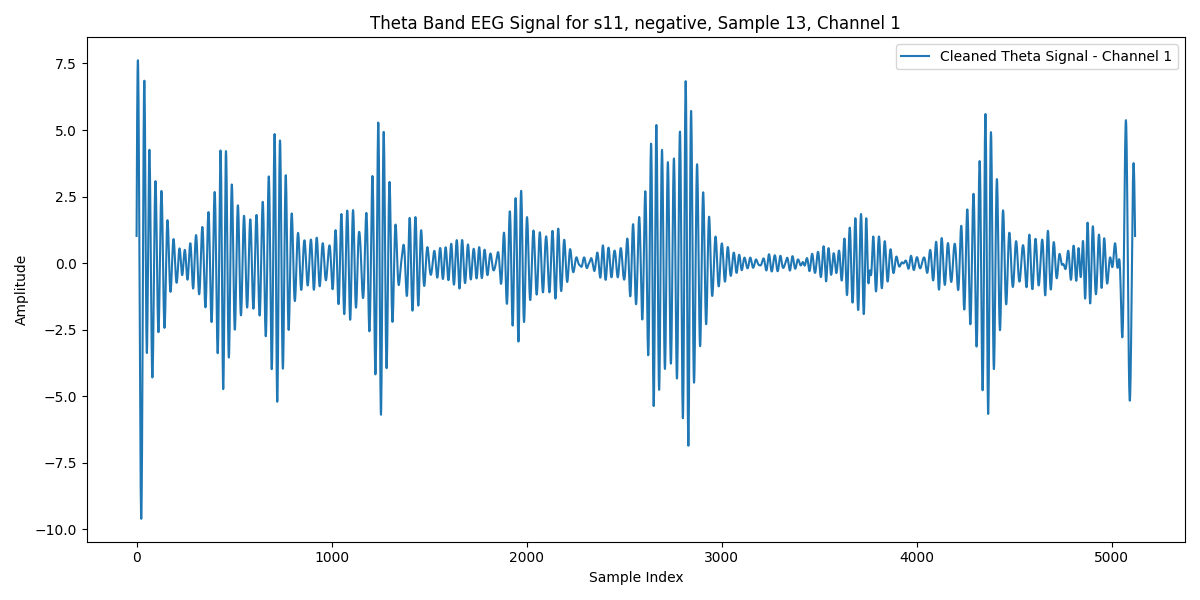 Theta Band EEG Signal for s11, negative, Sample 13, Channel 1
Cleaned Theta Signal - Channel 1
Amplitude
7.5
5.0
2.5
0.0
−2.5
−5.0
−7.5
−10.0
0 1000 2000 3000 4000 5000
Sample Index